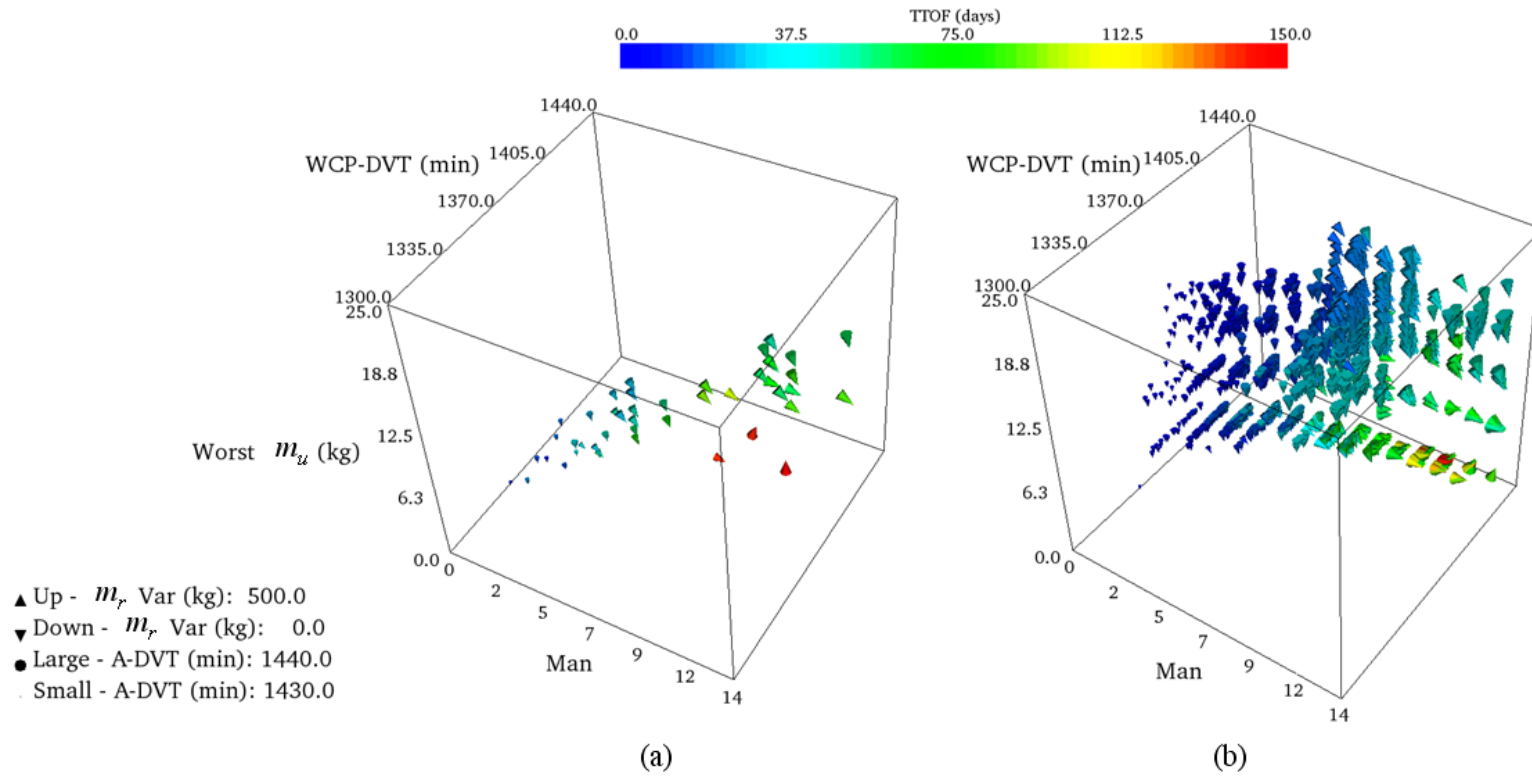 TTOF (days)
0.0 37.5 75.0 112.5 150.0
1440.0
WCP-DVT (min) 1405.0
1370.0
1335.0
1300.0
25.0
18.8
12.5
Worst m_u (kg)
6.3
0.0
0 2 5 7 9 12 14
Man
▲ Up - m_r Var (kg): 500.0
▼ Down - m_r Var (kg): 0.0
● Large - A-DVT (min): 1440.0
Small - A-DVT (min): 1430.0
(a)
1440.0
WCP-DVT (min) 1405.0
1370.0
1335.0
1300.0
25.0
18.8
12.5
6.3
0.0
0 2 5 7 9 12 14
Man
(b)